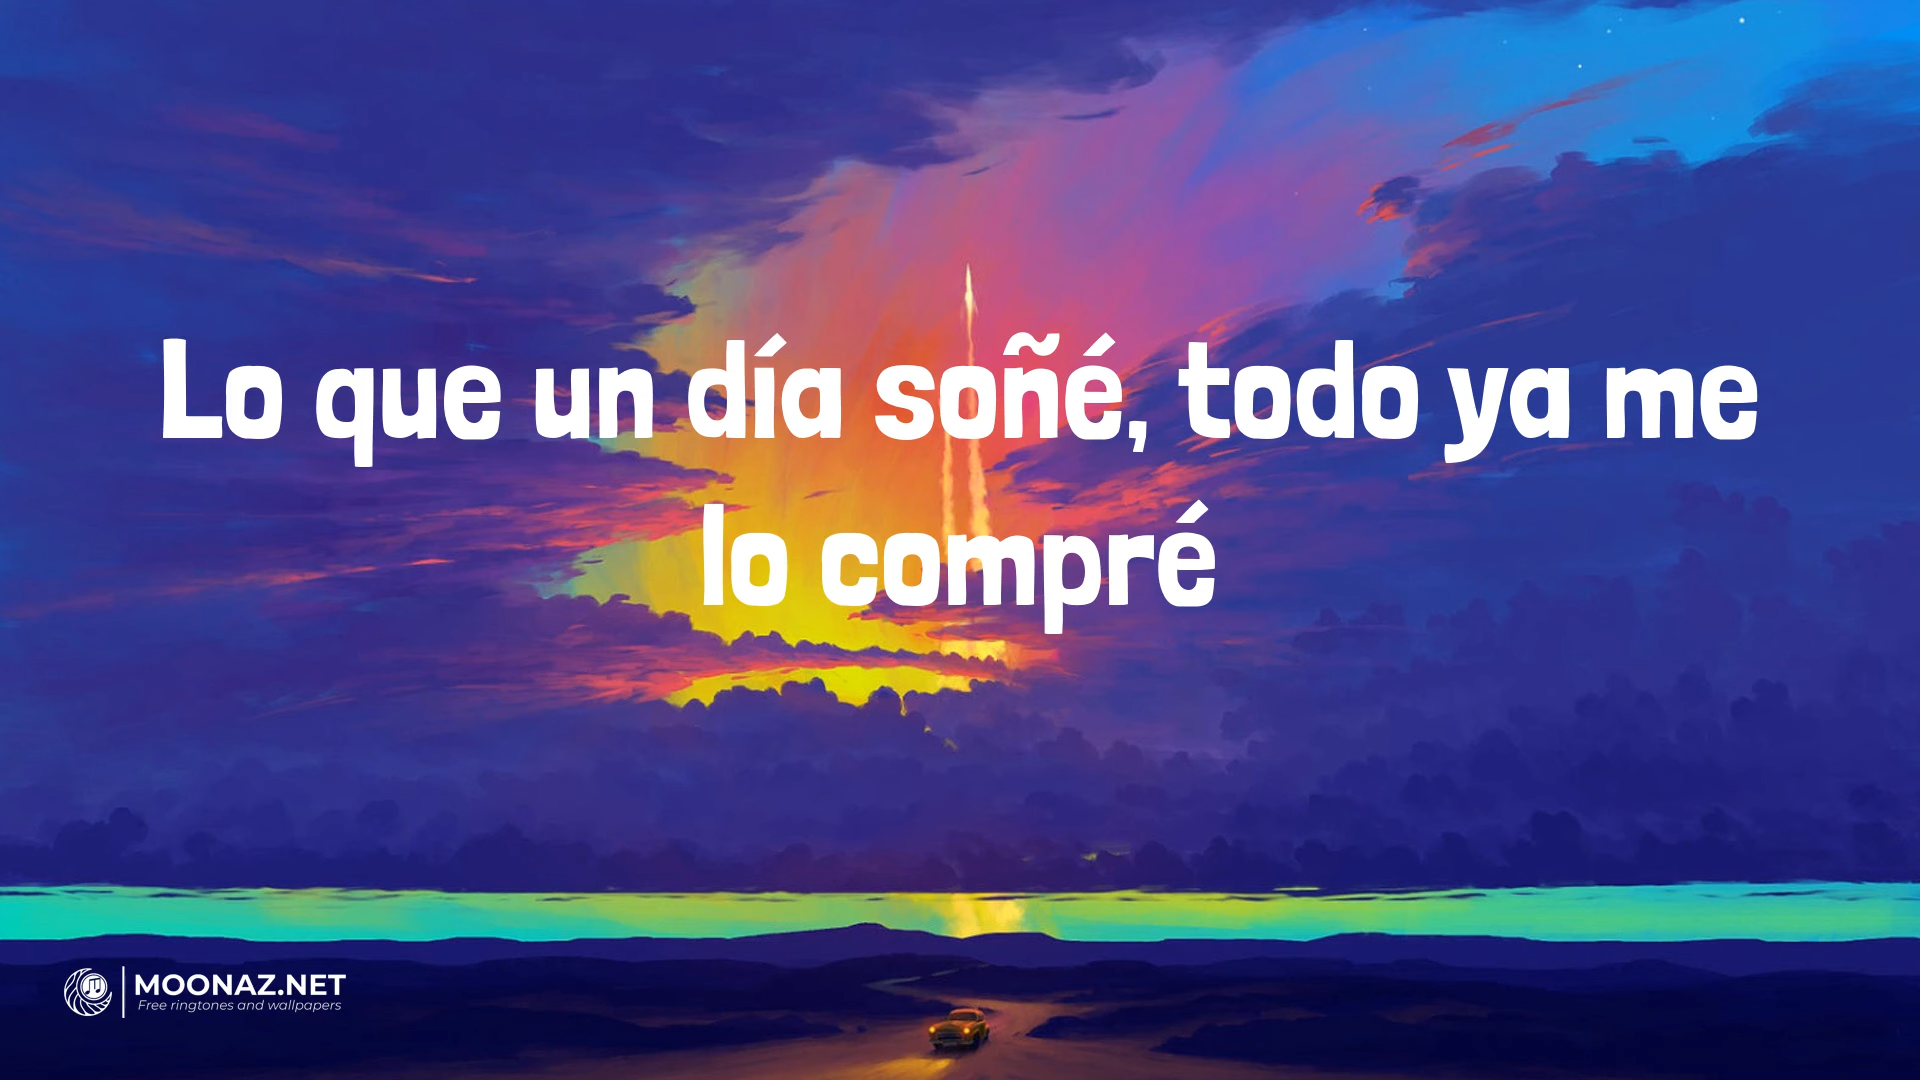 Lo que un día soñé, todo ya me
lo compré
MOONAZ.NET
Free ringtones and wallpapers